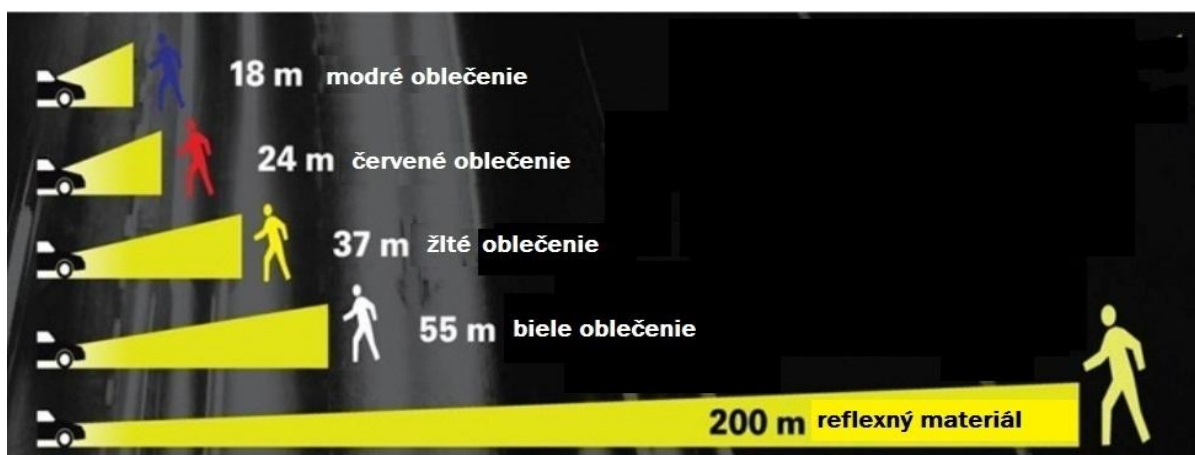 18 m modré oblečenie
24 m červené oblečenie
37 m žlté oblečenie
55 m biele oblečenie
200 m reflexný materiál